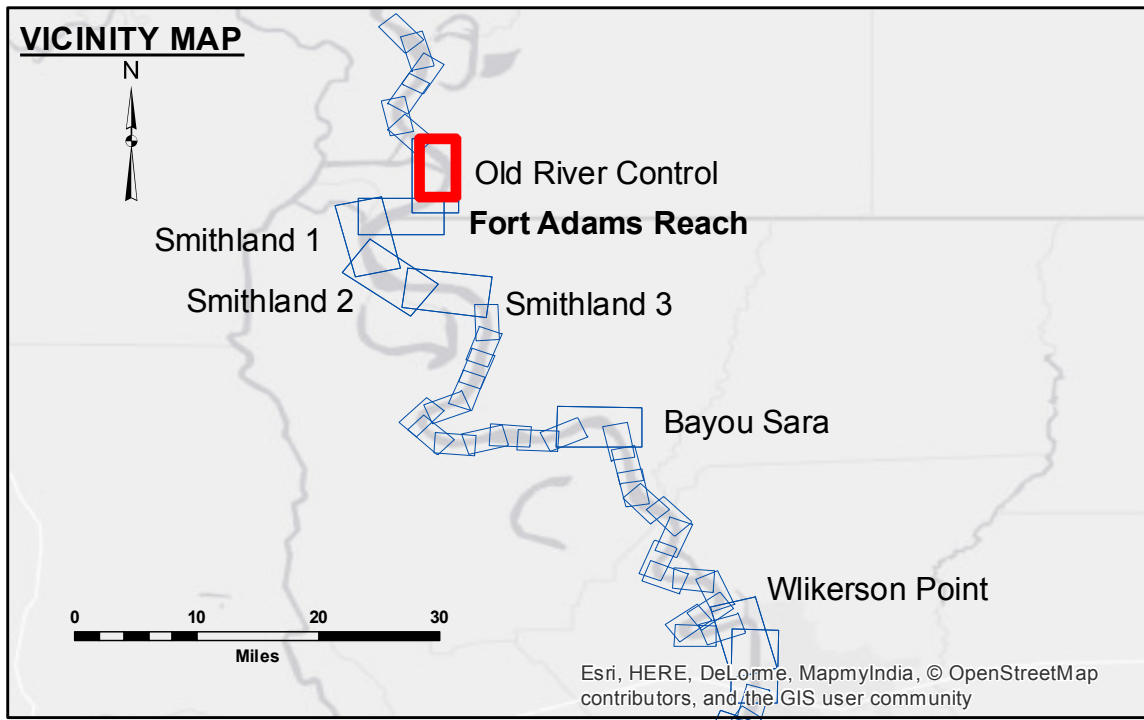 VICINITY MAP
N
Old River Control
Fort Adams Reach
Smithland 1
Smithland 2
Smithland 3
Bayou Sara
Wlikerson Point
0 10 20 30
Miles
Esri, HERE, DeLorme, MapmyIndia, © OpenStreetMap
contributors, and the GIS user community